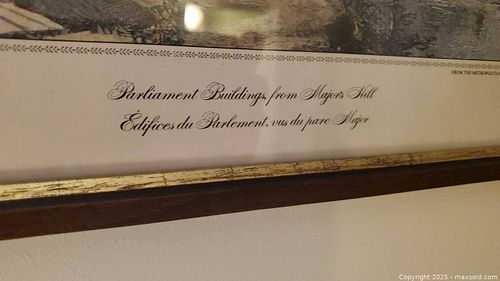 FROM THE METROPOLITAN
Parliament Buildings, from Majors Hill
Édifices du Parlement, vus du parc Major
Copyright © 2025 - maxsold.com